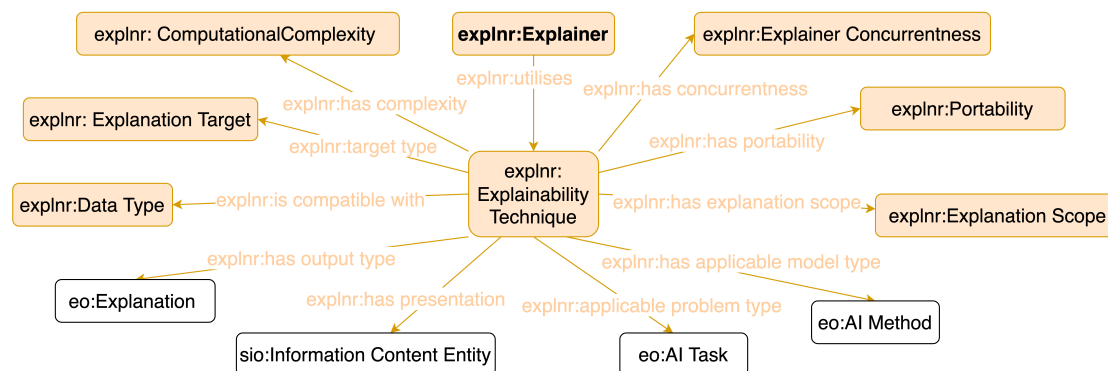 explnr: ComputationalComplexity
explnr:Explainer
explnr:Explainer Concurrentness
explnr:utilises
explnr:has complexity
explnr:has concurrentness
explnr: Explanation Target
explnr:Portability
explnr:target type
explnr:has portability
explnr:
Explainability
Technique
explnr:Data Type
explnr:is compatible with
explnr:has explanation scope
explnr:Explanation Scope
explnr:has output type
explnr:has applicable model type
eo:Explanation
explnr:has presentation
explnr:applicable problem type
eo:AI Method
sio:Information Content Entity
eo:AI Task